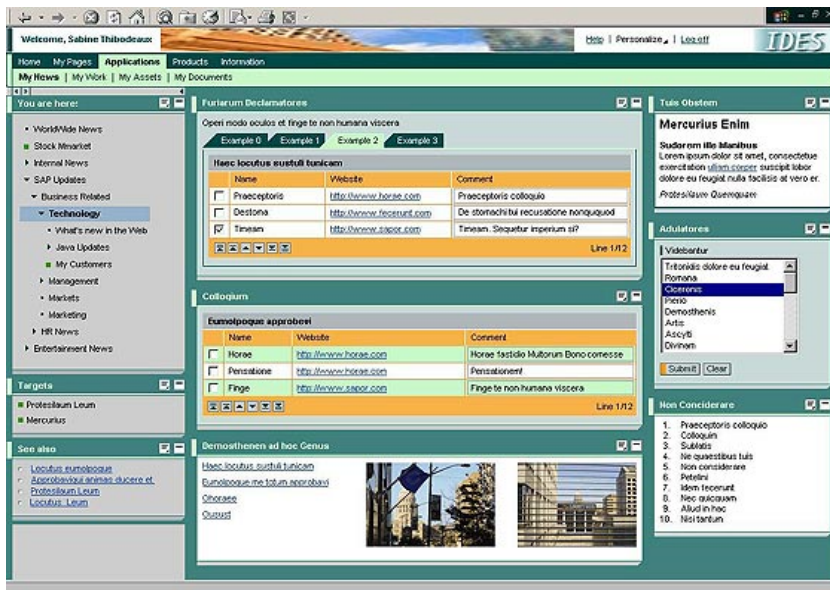 Welcome, Sabine Thibodeaux
Help | Personalize | Log off
IDES
Home My Pages Applications Products Information
My News | My Work | My Assets | My Documents
You are here:
WorldWide News
Stock Mmarket
Internal News
SAP Updates
Business Related
Technology
What's new in the Web
Java Updates
My Customers
Management
Markets
Marketing
HR News
Entertainment News
Targets
Protesilaum Leum
Mercurius
See also
Locutus eumolpoque
Approbaviqui animas ducere et
Protesilaum Leum
Locutus Leum
Furiarum Declamatores
Operi modo oculos et finge te non humana viscera
Example 0 Example 1 Example 2 Example 3
Haec locutus sustuli tunicam
Name Website Comment
Praeceptoris http://www.horae.com Praeceptoris colloquio
Destoma http://www.fecerunt.com De stomachi tui recusatione nonququod
Timeam http://www.sapor.com Timeam. Sequetur imperium si?
Line 1/12
Colloqium
Eumolpoque approbavi
Name Website Comment
Horae http://www.horae.com Horae fastidio Multorum Bono comesse
Pensatione http://www.horae.com Pensationem!
Finge http://www.sapor.com Finge te non humana viscera
Line 1/12
Demosthenen ad hoc Genus
Haec locutus sustuli tunicam
Eumolpoque me totum approbavi
Ohoraee
Ququst
Tuis Obstem
Mercurius Enim
Sudorem illo Manibus
Lorem ipsum dolor sit amet, consectetue
exercitation ullam corper suscipit lobor
dolore eu feugiat nulla facilisis at vero er.
Protesilaum Quemquam
Adulatores
Videbantur
Tritonidis dolore eu feugiat
Romana
Ciceronis
Pierio
Demosthenis
Artis
Ascyti
Divinam
Submit Clear
Non Conciderare
1. Praeceptoris colloquio
2. Colloquin
3. Sublatis
4. Ne quaestibus tuis
5. Non considerare
6. Petelini
7. Idem fecerunt
8. Nec quicquam
9. Aliud in hac
10. Nisi tantum